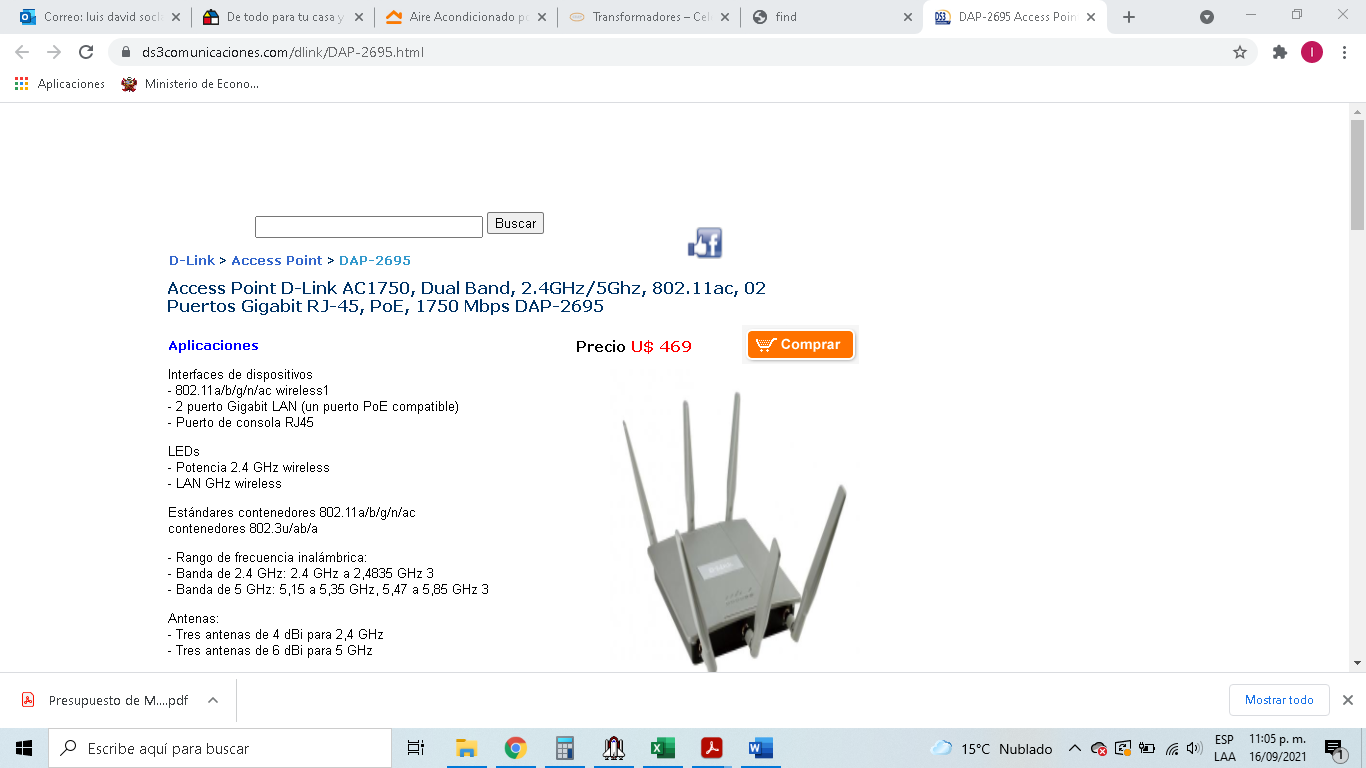 Correo: luis david soch
De todo para tu casa y
Aire Acondicionado po
Transformadores – Cel
find
DAP-2695 Access Poin
ds3comunicaciones.com/dlink/DAP-2695.html
I
Aplicaciones
Ministerio de Econo...
Buscar
D-Link > Access Point > DAP-2695
Access Point D-Link AC1750, Dual Band, 2.4GHz/5Ghz, 802.11ac, 02
Puertos Gigabit RJ-45, PoE, 1750 Mbps DAP-2695
Aplicaciones
Precio U$ 469
Comprar
Interfaces de dispositivos
- 802.11a/b/g/n/ac wireless1
- 2 puerto Gigabit LAN (un puerto PoE compatible)
- Puerto de consola RJ45
LEDs
- Potencia 2.4 GHz wireless
- LAN GHz wireless
Estándares contenedores 802.11a/b/g/n/ac
contenedores 802.3u/ab/a
- Rango de frecuencia inalámbrica:
- Banda de 2.4 GHz: 2.4 GHz a 2,4835 GHz 3
- Banda de 5 GHz: 5,15 a 5,35 GHz, 5,47 a 5,85 GHz 3
Antenas:
- Tres antenas de 4 dBi para 2,4 GHz
- Tres antenas de 6 dBi para 5 GHz
Presupuesto de M....pdf
Mostrar todo
Escribe aquí para buscar
15°C Nublado
ESP
LAA
11:05 p. m.
16/09/2021
1